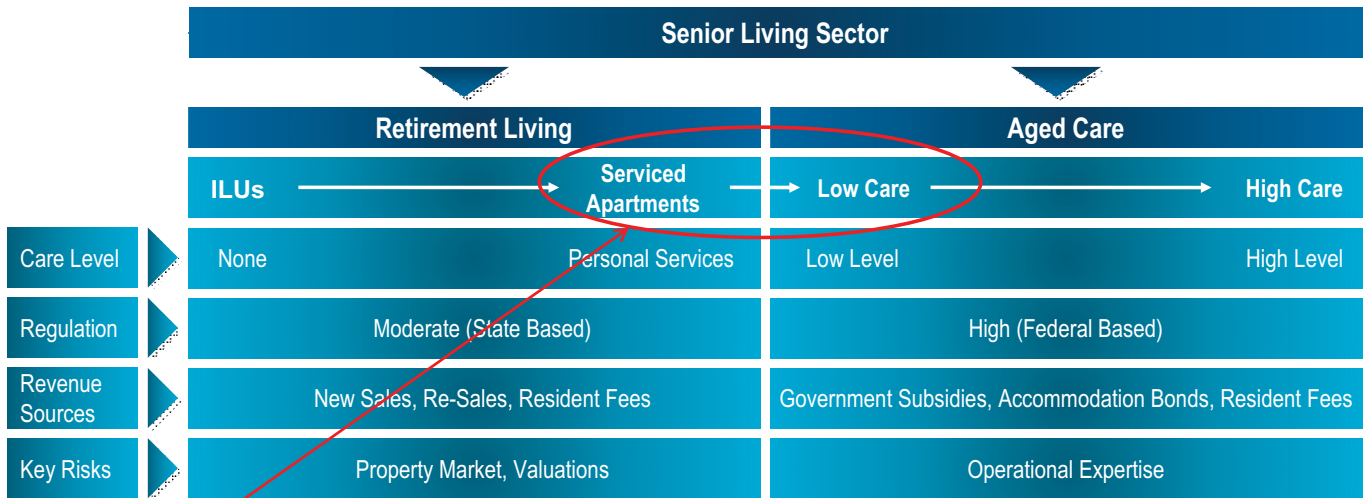 Senior Living Sector
Retirement Living
Aged Care
ILUs
Serviced
Apartments
Low Care
High Care
Care Level
None
Personal Services
Low Level
High Level
Regulation
Moderate (State Based)
High (Federal Based)
Revenue
Sources
New Sales, Re-Sales, Resident Fees
Government Subsidies, Accommodation Bonds, Resident Fees
Key Risks
Property Market, Valuations
Operational Expertise